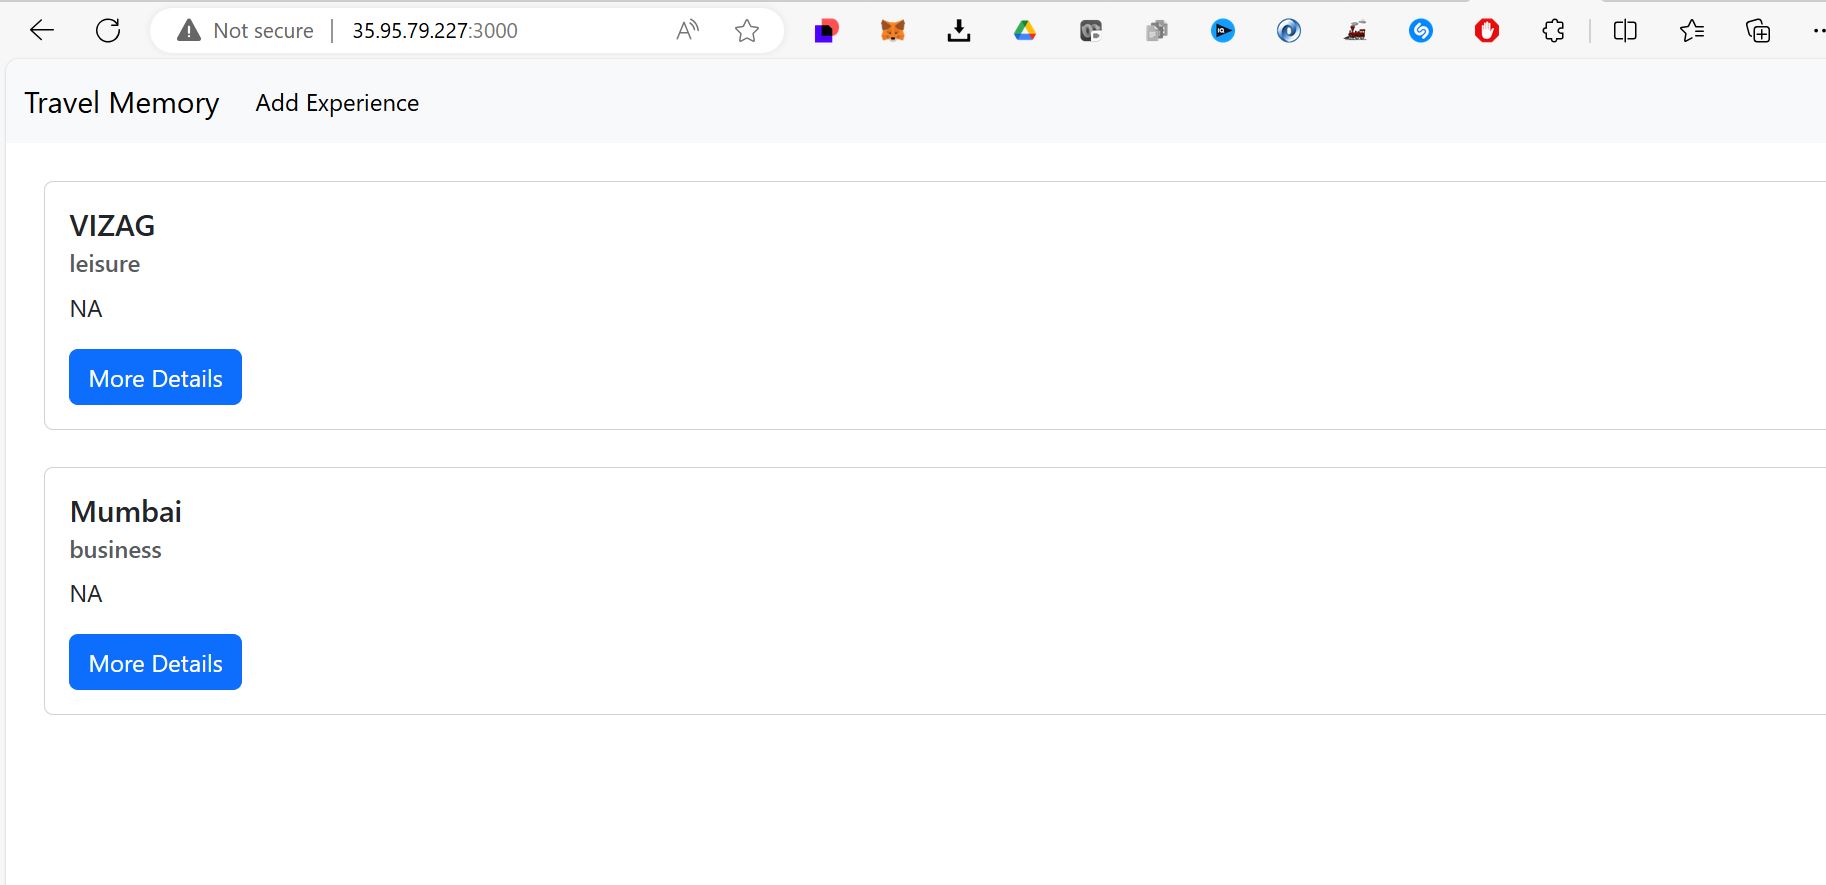 Not secure | 35.95.79.227:3000
Travel Memory Add Experience
VIZAG
leisure
NA
More Details
Mumbai
business
NA
More Details